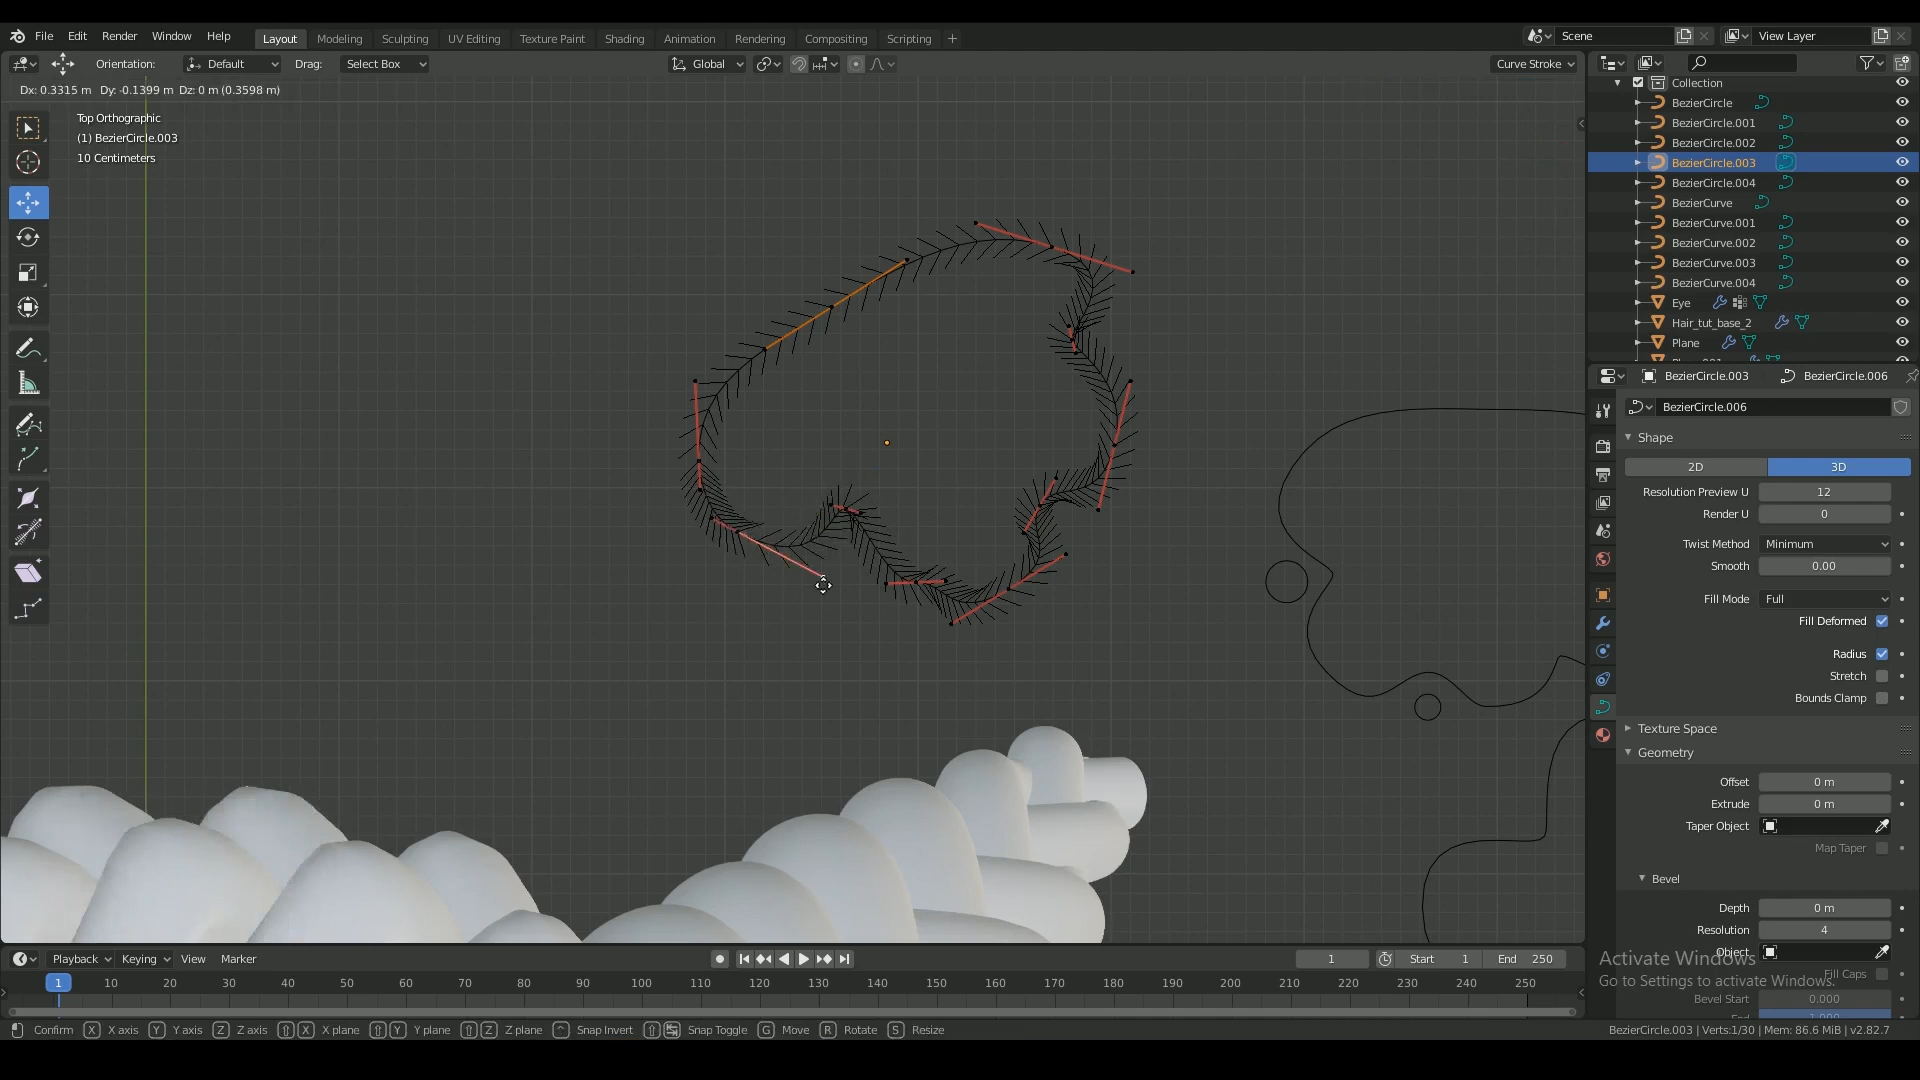 File Edit Render Window Help Layout Modeling Sculpting UV Editing Texture Paint Shading Animation Rendering Compositing Scripting + Scene View Layer
Orientation: Default Drag: Select Box Global Curve Stroke
Dx: 0.3315 m Dy: -0.1399 m Dz: 0 m (0.3598 m)
Top Orthographic
(1) BezierCircle.003
10 Centimeters
Collection
BezierCircle
BezierCircle.001
BezierCircle.002
BezierCircle.003
BezierCircle.004
BezierCurve
BezierCurve.001
BezierCurve.002
BezierCurve.003
BezierCurve.004
Eye
Hair_tut_base_2
Plane
BezierCircle.003 BezierCircle.006
BezierCircle.006
Shape
2D 3D
Resolution Preview U 12
Render U 0
Twist Method Minimum
Smooth 0.00
Fill Mode Full
Fill Deformed
Radius
Stretch
Bounds Clamp
Texture Space
Geometry
Offset 0 m
Extrude 0 m
Taper Object
Map Taper
Bevel
Depth 0 m
Resolution 4
Object
Fill Caps
Bevel Start 0.000
End 1.000
Activate Windows
Go to Settings to activate Windows.
Playback Keying View Marker 1 Start 1 End 250
1 10 20 30 40 50 60 70 80 90 100 110 120 130 140 150 160 170 180 190 200 210 220 230 240 250
Confirm X X axis Y Y axis Z Z axis X X plane Y Y plane Z Z plane Snap Invert Snap Toggle G Move R Rotate S Resize BezierCircle.003 | Verts:1/30 | Mem: 86.6 MiB | v2.82.7